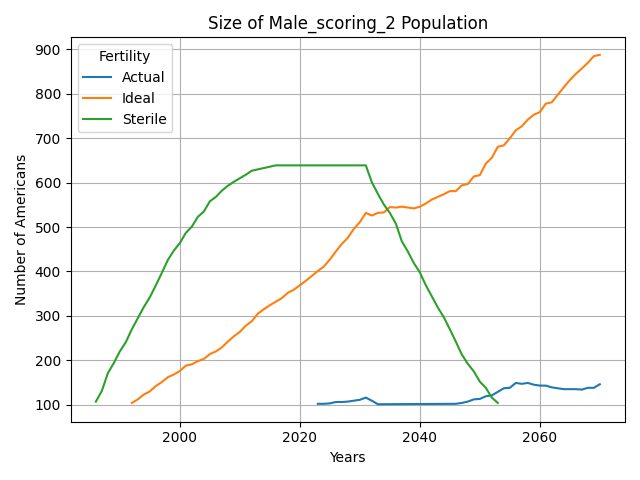 Size of Male_scoring_2 Population
Number of Americans
900
800
700
600
500
400
300
200
100
Fertility
Actual
Ideal
Sterile
2000
2020
2040
2060
Years